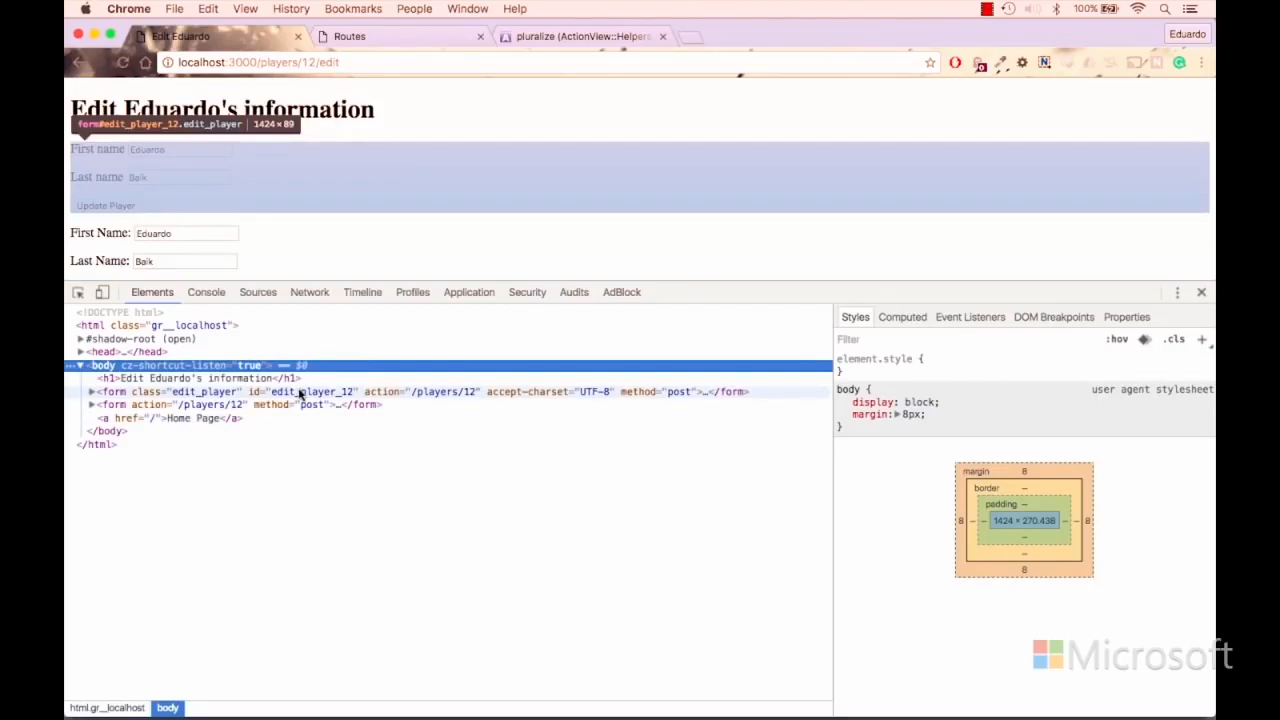 Chrome File Edit View History Bookmarks People Window Help 100%
Edit Eduardo Routes pluralize (ActionView::Helpers Eduardo
localhost:3000/players/12/edit
Edit Eduardo's information
form#edit_player_12.edit_player 1424×89
First name Eduardo
Last name Baik
Update Player
First Name: Eduardo
Last Name: Baik
Elements Console Sources Network Timeline Profiles Application Security Audits AdBlock
<!DOCTYPE html>
<html class="gr__localhost">
#shadow-root (open)
<head>…</head>
<body cz-shortcut-listen="true"> == $0
<h1>Edit Eduardo's information</h1>
<form class="edit_player" id="edit_player_12" action="/players/12" accept-charset="UTF-8" method="post">…</form>
<form action="/players/12" method="post">…</form>
<a href="/">Home Page</a>
</body>
</html>
Styles Computed Event Listeners DOM Breakpoints Properties
Filter :hov .cls +
element.style {
}
body { user agent stylesheet
display: block;
margin: 8px;
}
margin 8
border –
padding –
8 – – 1424 × 270.438 – – 8
–
–
8
Microsoft
html.gr__localhost body